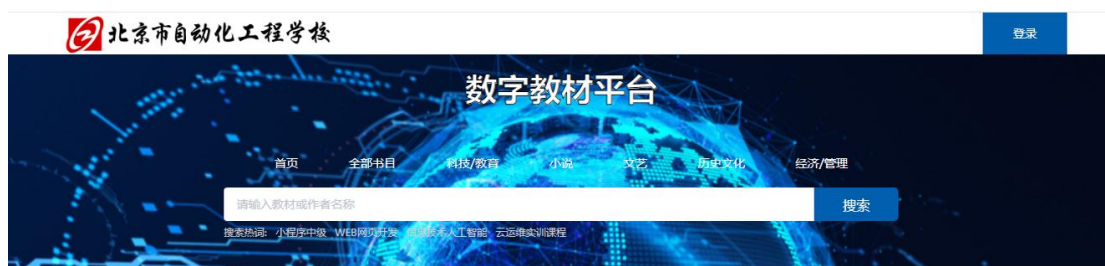 北京市自动化工程学校
登录
数字教材平台
首页 全部书目 科技/教育 小说 文艺 历史文化 经济/管理
请输入教材或作者名称 搜索
搜索热词: 小程序中级 WEB网页开发 信息技术人工智能 云运维实训课程